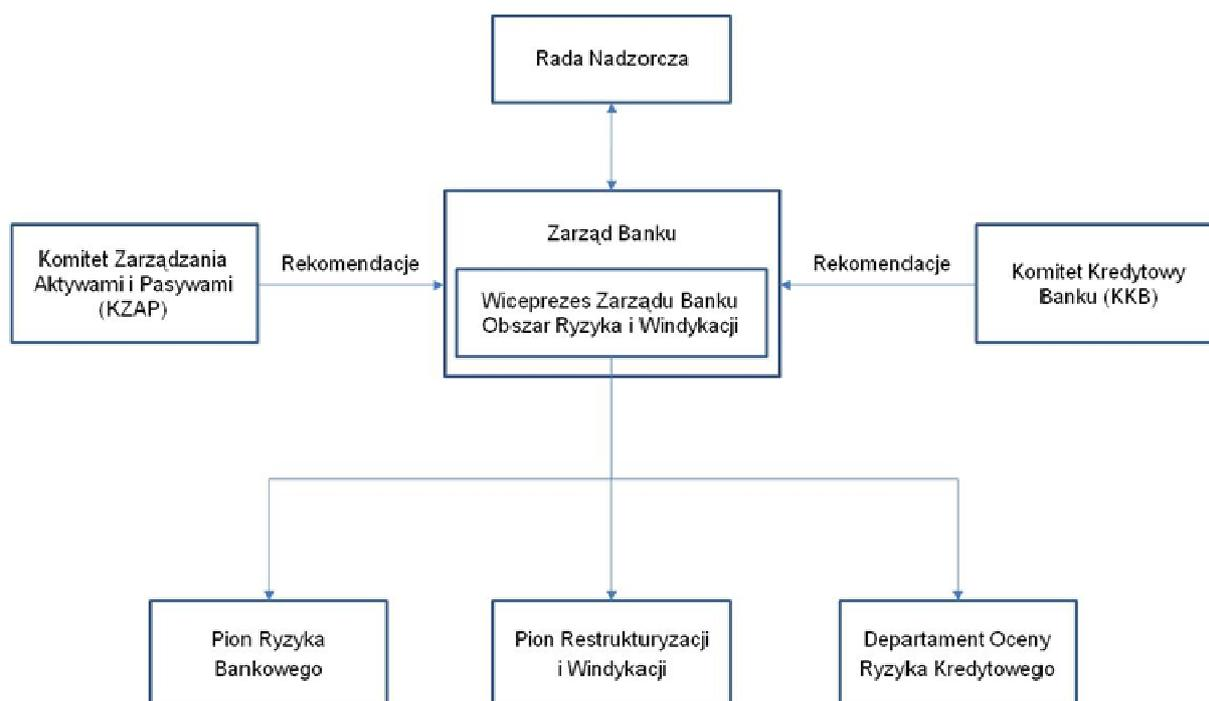 Rada Nadzorcza
Zarząd Banku
Komitet Zarządzania
Aktywami i Pasywami
(KZAP)
Rekomendacje
Wiceprezes Zarządu Banku
Obszar Ryzyka i Windykacji
Rekomendacje
Komitet Kredytowy
Banku (KKB)
Pion Ryzyka
Bankowego
Pion Restrukturyzacji
i Windykacji
Departament Oceny
Ryzyka Kredytowego